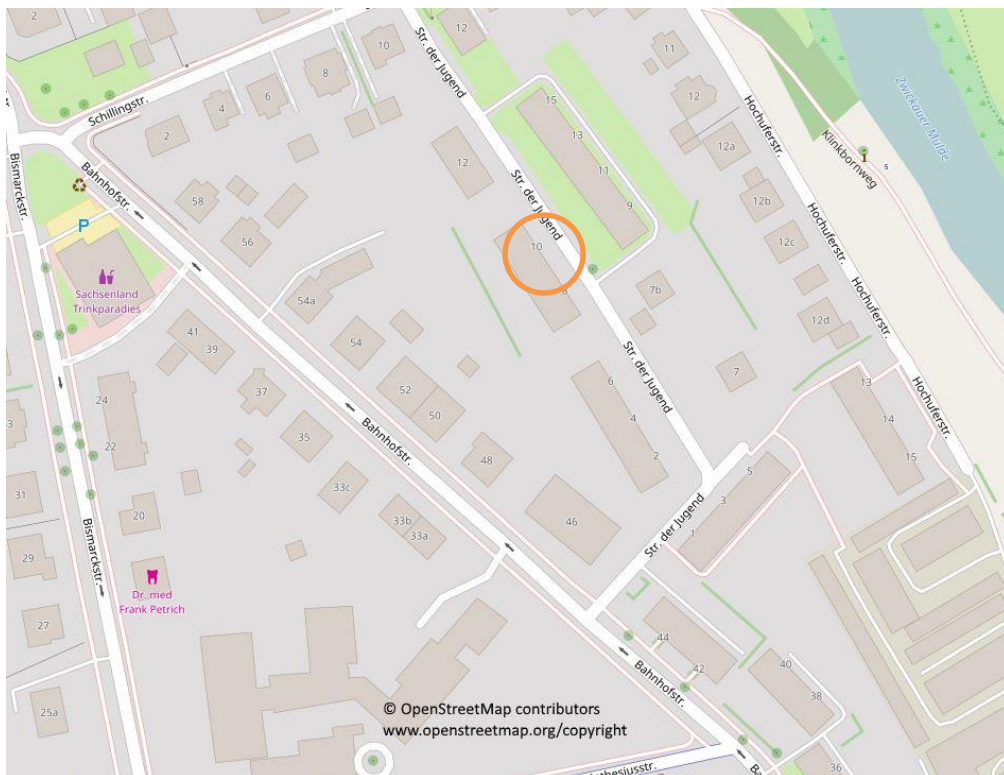 2
12
10
8
6
4
2
Schillingstr.
Str. der Jugend
15
13
11
9
11
12
12a
12b
12c
12d
Hochuferstr.
Hochuferstr.
Hochuferstr.
Klinkbornweg
Zwickauer Mulde
5
Bismarckstr.
Bahnhofstr.
P
58
56
54a
54
52
50
48
46
12
Str. der Jugend
10
8
7b
7
Str. der Jugend
6
4
2
Sachsenland
Trinkparadies
41
39
37
35
33c
33b
33a
Bahnhofstr.
24
22
20
31
29
27
25a
Bismarckstr.
Dr. med
Frank Petrich
13
14
15
5
3
1
Str. der Jugend
44
42
40
38
36
Bahnhofstr.
© OpenStreetMap contributors
www.openstreetmap.org/copyright